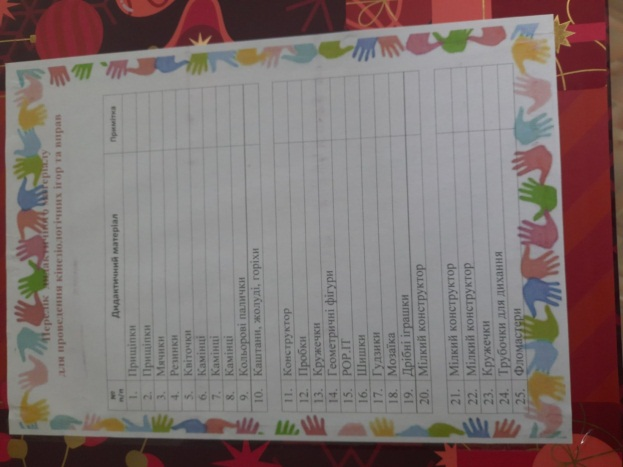 Перелік дидактичного матеріалу
для проведення кінезіологічних ігор та вправ
№ п/п Дидактичний матеріал Примітка
1. Прищіпки
2. Прищіпки
3. Мячики
4. Резинки
5. Квіточки
6. Камінці
7. Камінці
8. Камінці
9. Кольорові палички
10. Каштани, жолуді, горіхи
11. Конструктор
12. Пробки
13. Кружечки
14. Геометричні фігури
15. POP IT
16. Шишки
17. Гудзики
18. Мозаїка
19. Дрібні іграшки
20. Мілкий конструктор
21. Мілкий конструктор
22. Мілкий конструктор
23. Кружечки
24. Трубочки для дихання
25. Фломастери